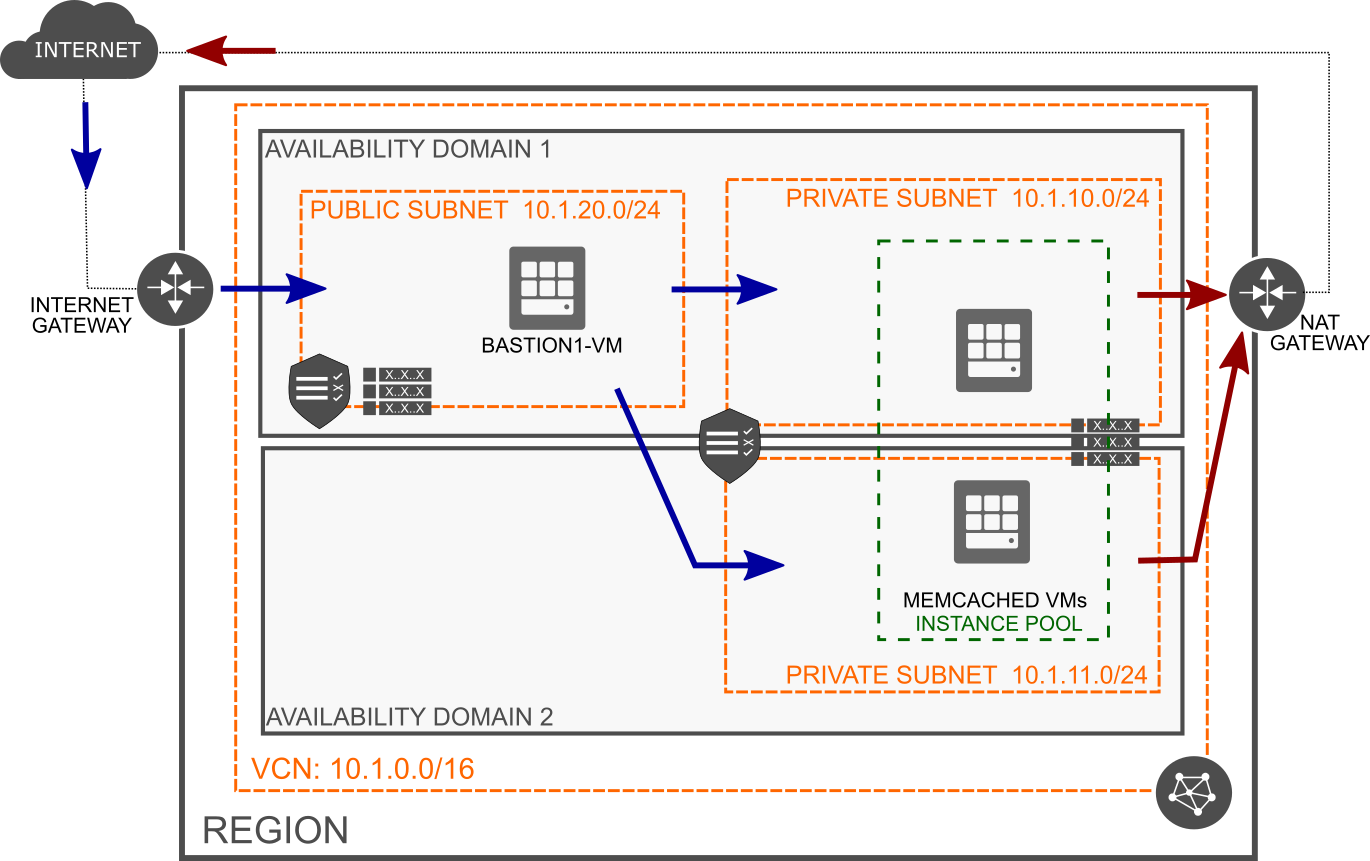 INTERNET
AVAILABILITY DOMAIN 1
PUBLIC SUBNET 10.1.20.0/24
PRIVATE SUBNET 10.1.10.0/24
INTERNET
GATEWAY
BASTION1-VM
NAT
GATEWAY
X..X..X
X..X..X
X..X..X
X..X..X
X..X..X
X..X..X
MEMCACHED VMs
INSTANCE POOL
PRIVATE SUBNET 10.1.11.0/24
AVAILABILITY DOMAIN 2
VCN: 10.1.0.0/16
REGION